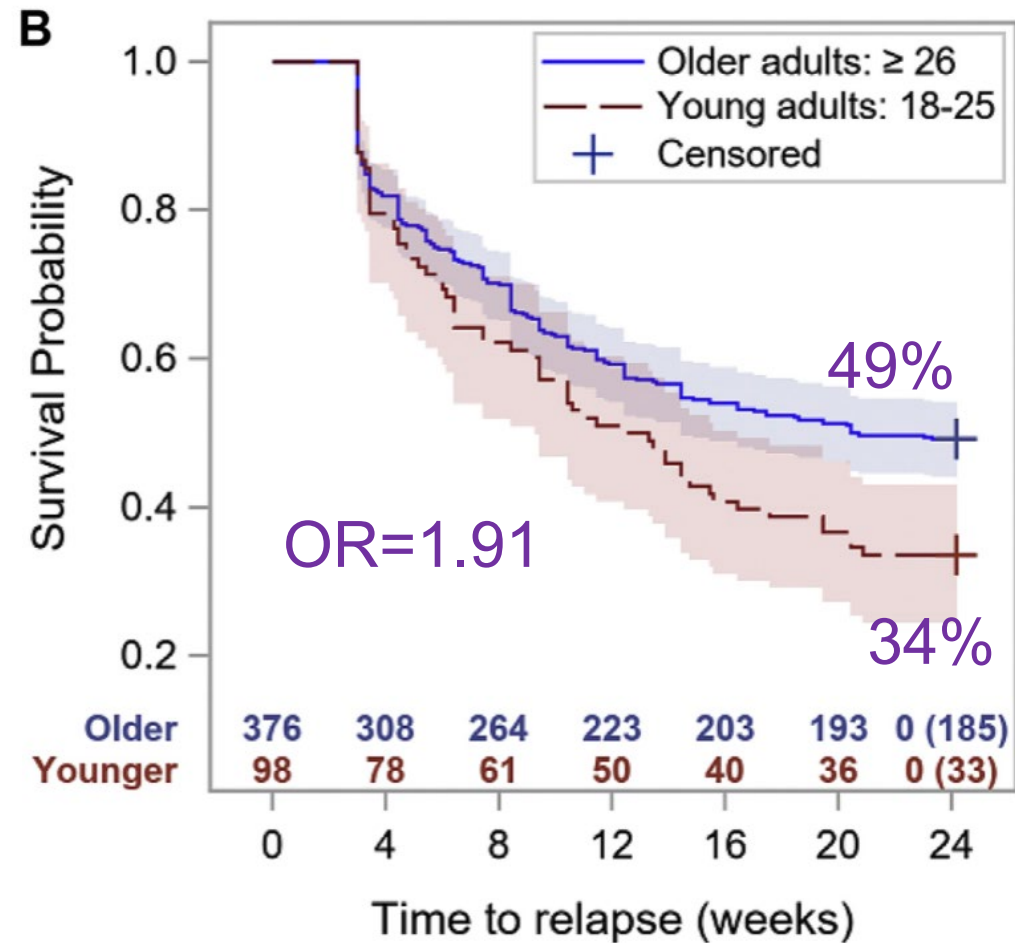 B
Survival Probability
1.0
0.8
0.6
0.4
0.2
Older adults: ≥ 26
Young adults: 18-25
Censored
49%
OR=1.91
34%
Older 376 308 264 223 203 193 0 (185)
Younger 98 78 61 50 40 36 0 (33)
0 4 8 12 16 20 24
Time to relapse (weeks)